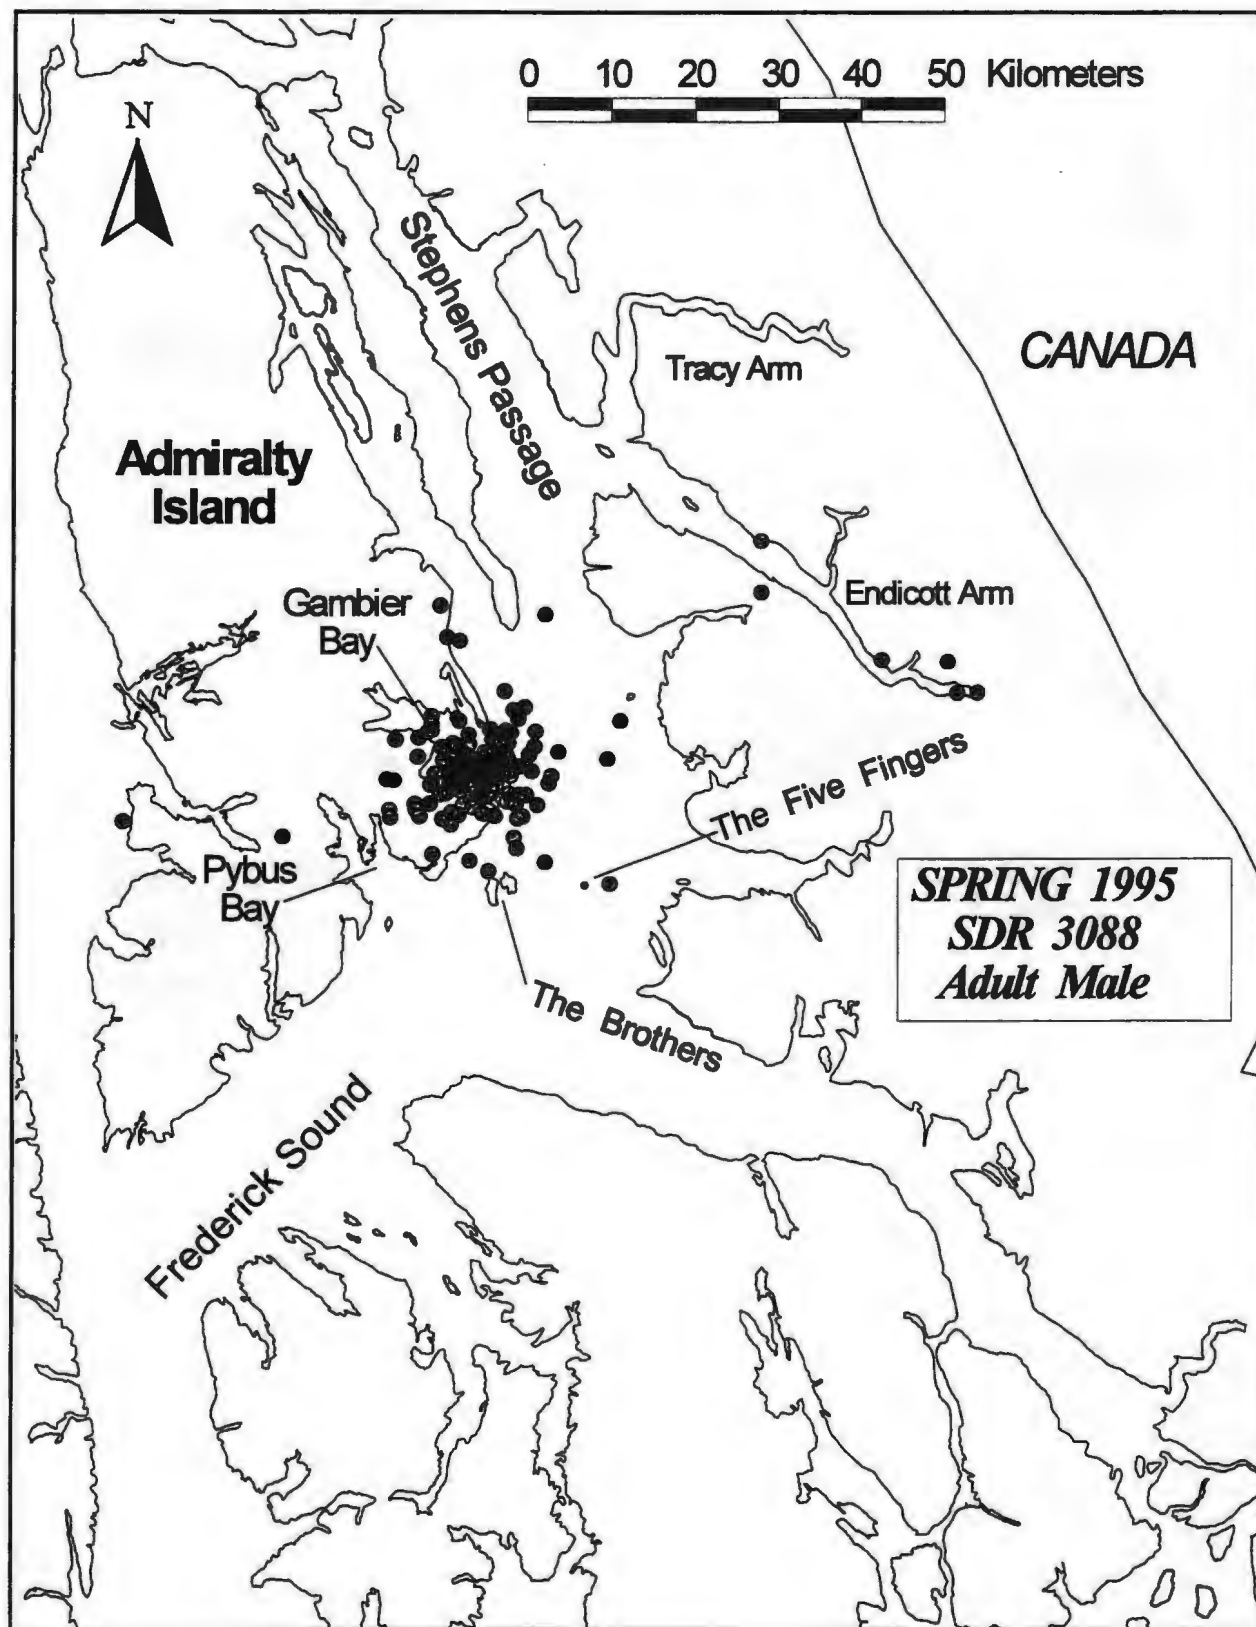 0 10 20 30 40 50 Kilometers
N
Stephens Passage
CANADA
Tracy Arm
Admiralty
Island
Endicott Arm
Gambier
Bay
The Five Fingers
Pybus
Bay
SPRING 1995
SDR 3088
Adult Male
The Brothers
Frederick Sound